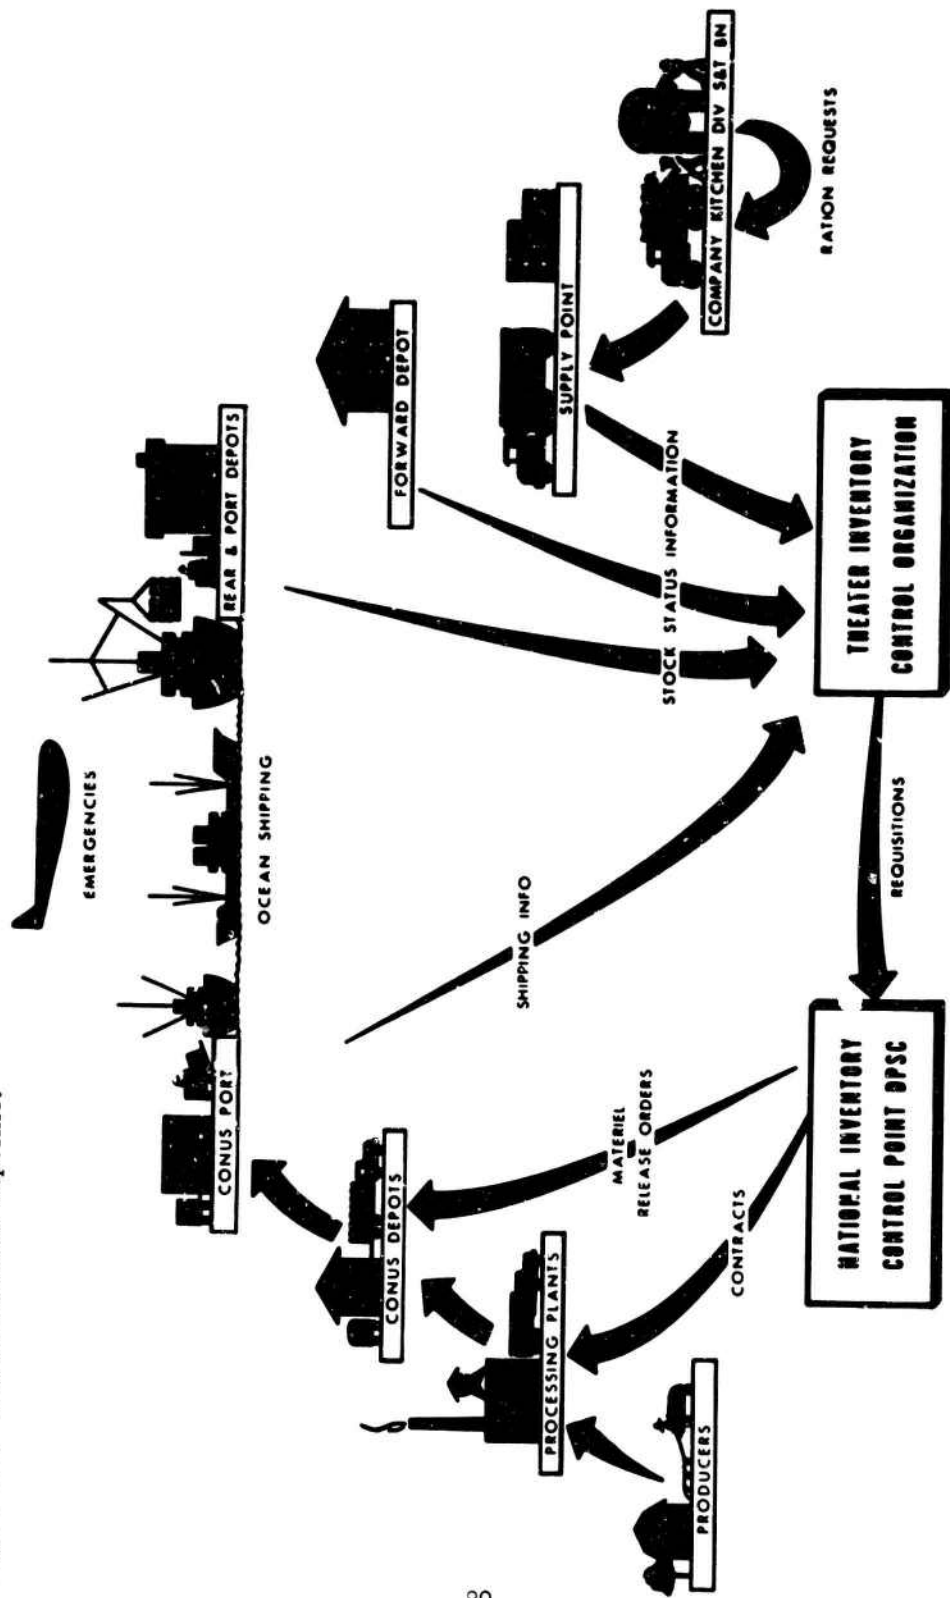 EMERGENCIES
OCEAN SHIPPING
CONUS PORT
REAR & PORT DEPOTS
CONUS DEPOTS
FORWARD DEPOT
PROCESSING PLANTS
SUPPLY POINT
PRODUCERS
COMPANY KITCHEN DIV S&T BN
RATION REQUESTS
SHIPPING INFO
STOCK STATUS INFORMATION
MATERIEL
RELEASE ORDERS
CONTRACTS
REQUISITIONS
NATIONAL INVENTORY
CONTROL POINT DPSC
THEATER INVENTORY
CONTROL ORGANIZATION